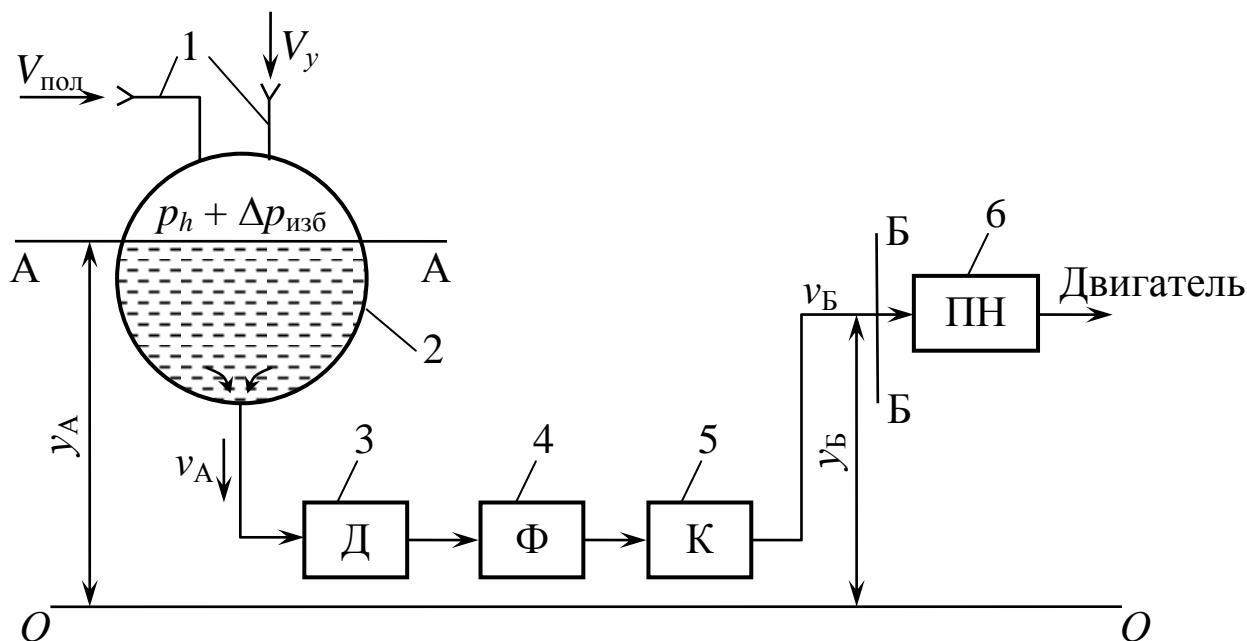 1
V_y
V_пол
p_h + Δp_изб
А А
2
y_А
v_А
3
Д
4
Ф
5
К
v_Б
Б
Б
6
ПН
Двигатель
y_Б
O O